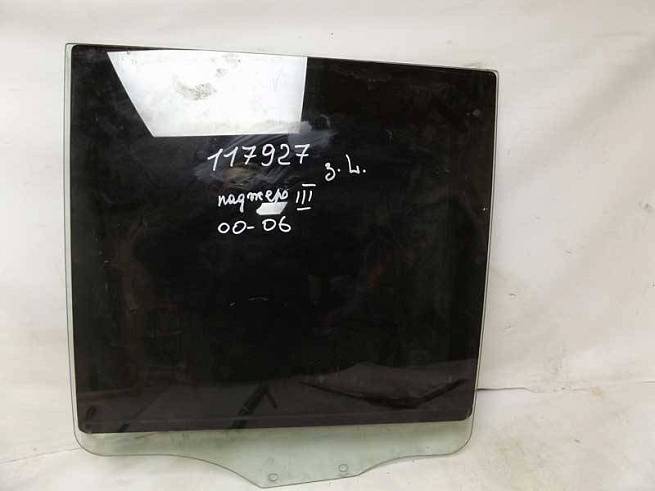 117927 з. L.
паджеро III
00-06